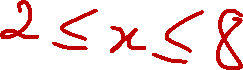 2 ≤ x ≤ 8